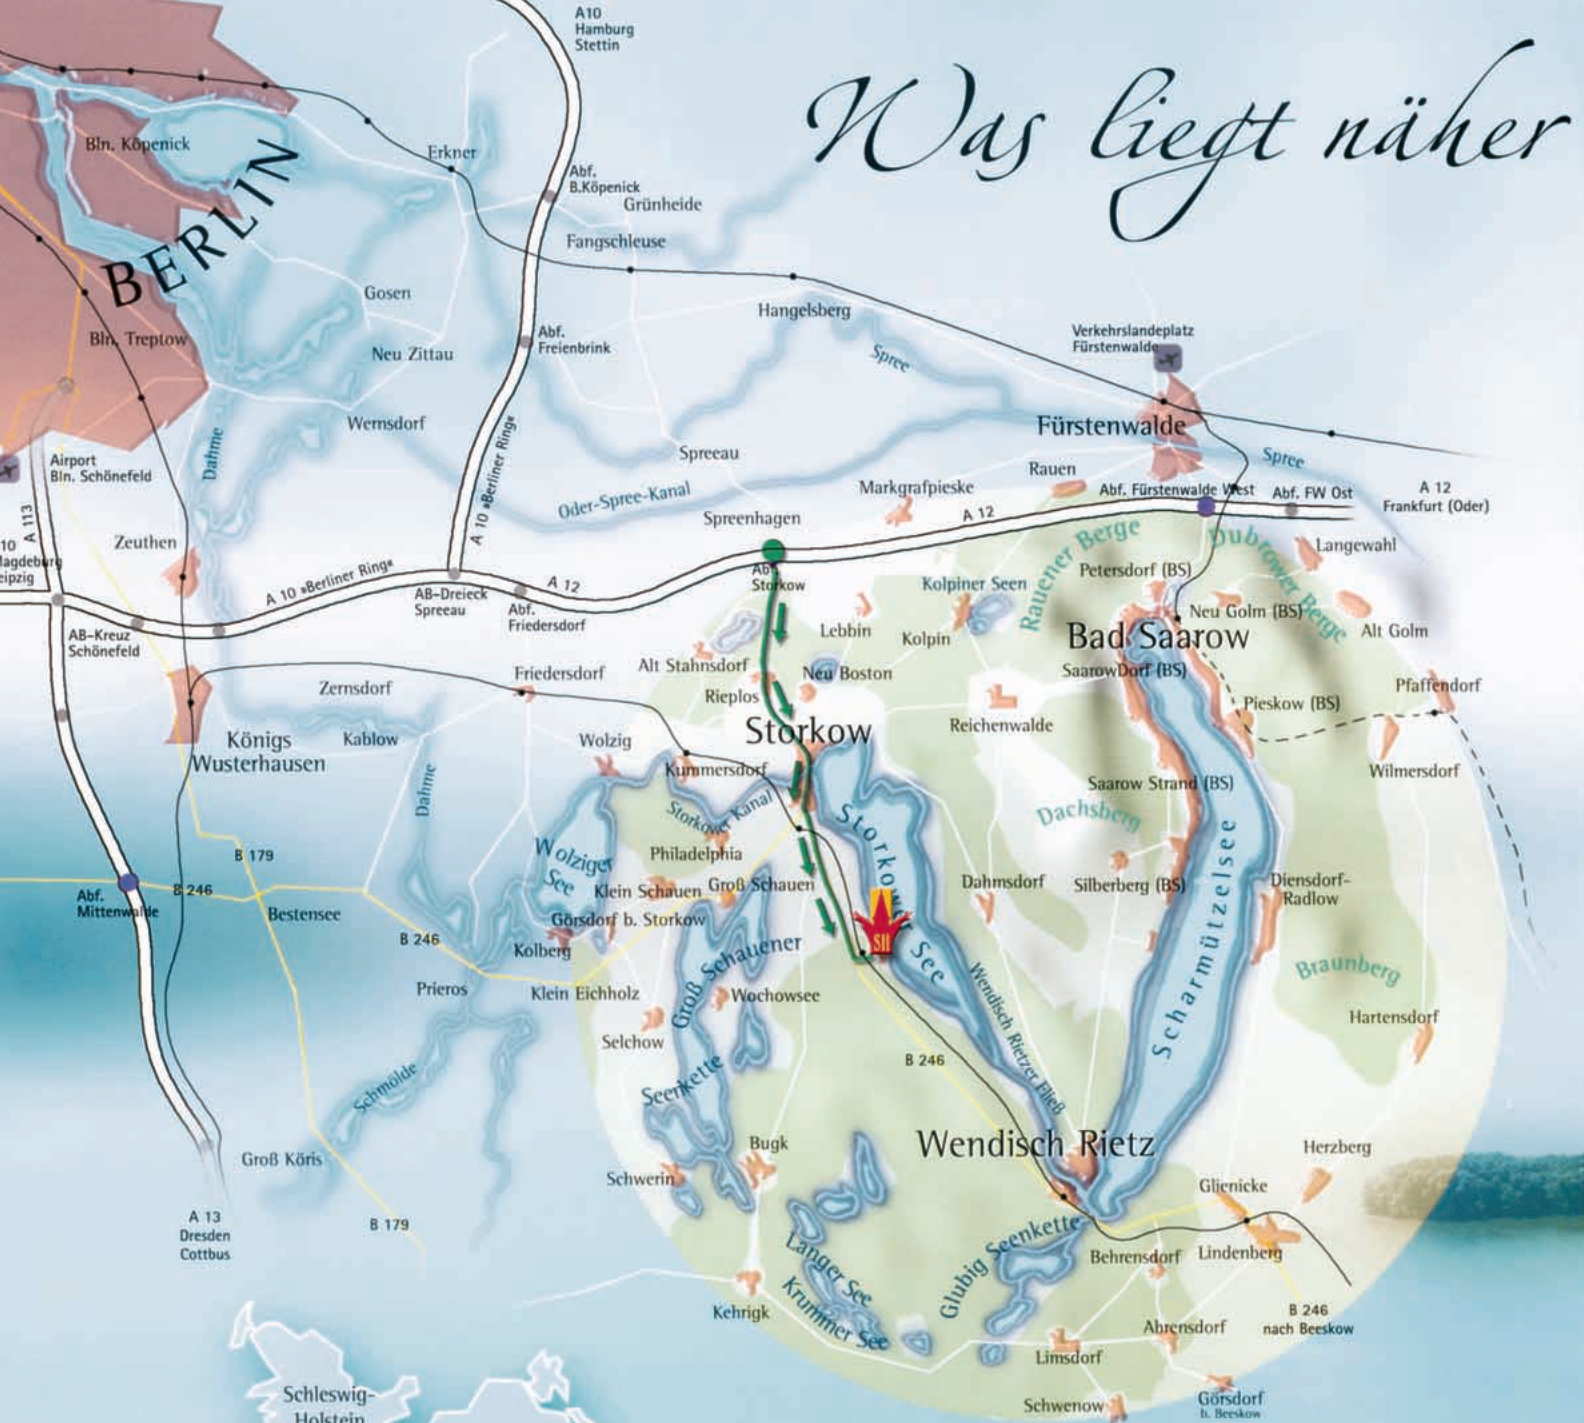 A10
Hamburg
Stettin
Was liegt näher
Bln. Köpenick
BERLIN
Erkner
Abf.
B.Köpenick
Grünheide
Fangschleuse
Gosen
Hangelsberg
Bln. Treptow
Neu Zittau
Abf.
Freienbrink
Spree
Verkehrslandeplatz
Fürstenwalde
Wernsdorf
Fürstenwalde
Dahme
A 10 »Berliner Ring«
Spreeau
Spree
Airport
Bln. Schönefeld
Rauen
Oder-Spree-Kanal
Markgrafpieske
Abf. Fürstenwalde West
Abf. FW Ost
A 12
Frankfurt (Oder)
A 113
Spreenhagen
A 12
Zeuthen
Rauener Berge
Dubrower Berge
Langewahl
10
Magdeburg
eipzig
A 10 »Berliner Ring«
AB-Dreieck
Spreeau
A 12
Abf.
Friedersdorf
Storkow
Kolpiner Seen
Petersdorf (BS)
Neu Golm (BS)
Alt Golm
AB-Kreuz
Schönefeld
Lebbin
Kolpin
Bad Saarow
Alt Stahnsdorf
Neu Boston
SaarowDorf (BS)
Friedersdorf
Zernsdorf
Rieplos
Pfaffendorf
Pieskow (BS)
Storkow
Reichenwalde
Königs
Wusterhausen
Kablow
Wolzig
Kummersdorf
Wilmersdorf
Saarow Strand (BS)
Dahme
Storkower Kanal
Storkower See
Dachsberg
Scharmützelsee
B 179
Wolziger
See
Philadelphia
B 246
Klein Schauen
Groß Schauen
Dahmsdorf
Silberberg (BS)
Diensdorf-
Radlow
Abf.
Mittenwalde
Bestensee
Görsdorf b. Storkow
B 246
Kolberg
SH
Groß Schauener
Seenkette
Wendisch Rietzer Fließ
Braunberg
Prieros
Klein Eichholz
Wochowsee
Hartensdorf
Selchow
B 246
Schmölde
Bugk
Wendisch Rietz
Herzberg
Groß Köris
Schwerin
Glienicke
A 13
Dresden
Cottbus
B 179
Langer See
Krummer See
Glubig Seenkette
Behrensdorf
Lindenberg
Kehrigk
B 246
nach Beeskow
Ahrensdorf
Limsdorf
Schleswig-
Holstein
Schwenow
Görsdorf
b. Beeskow